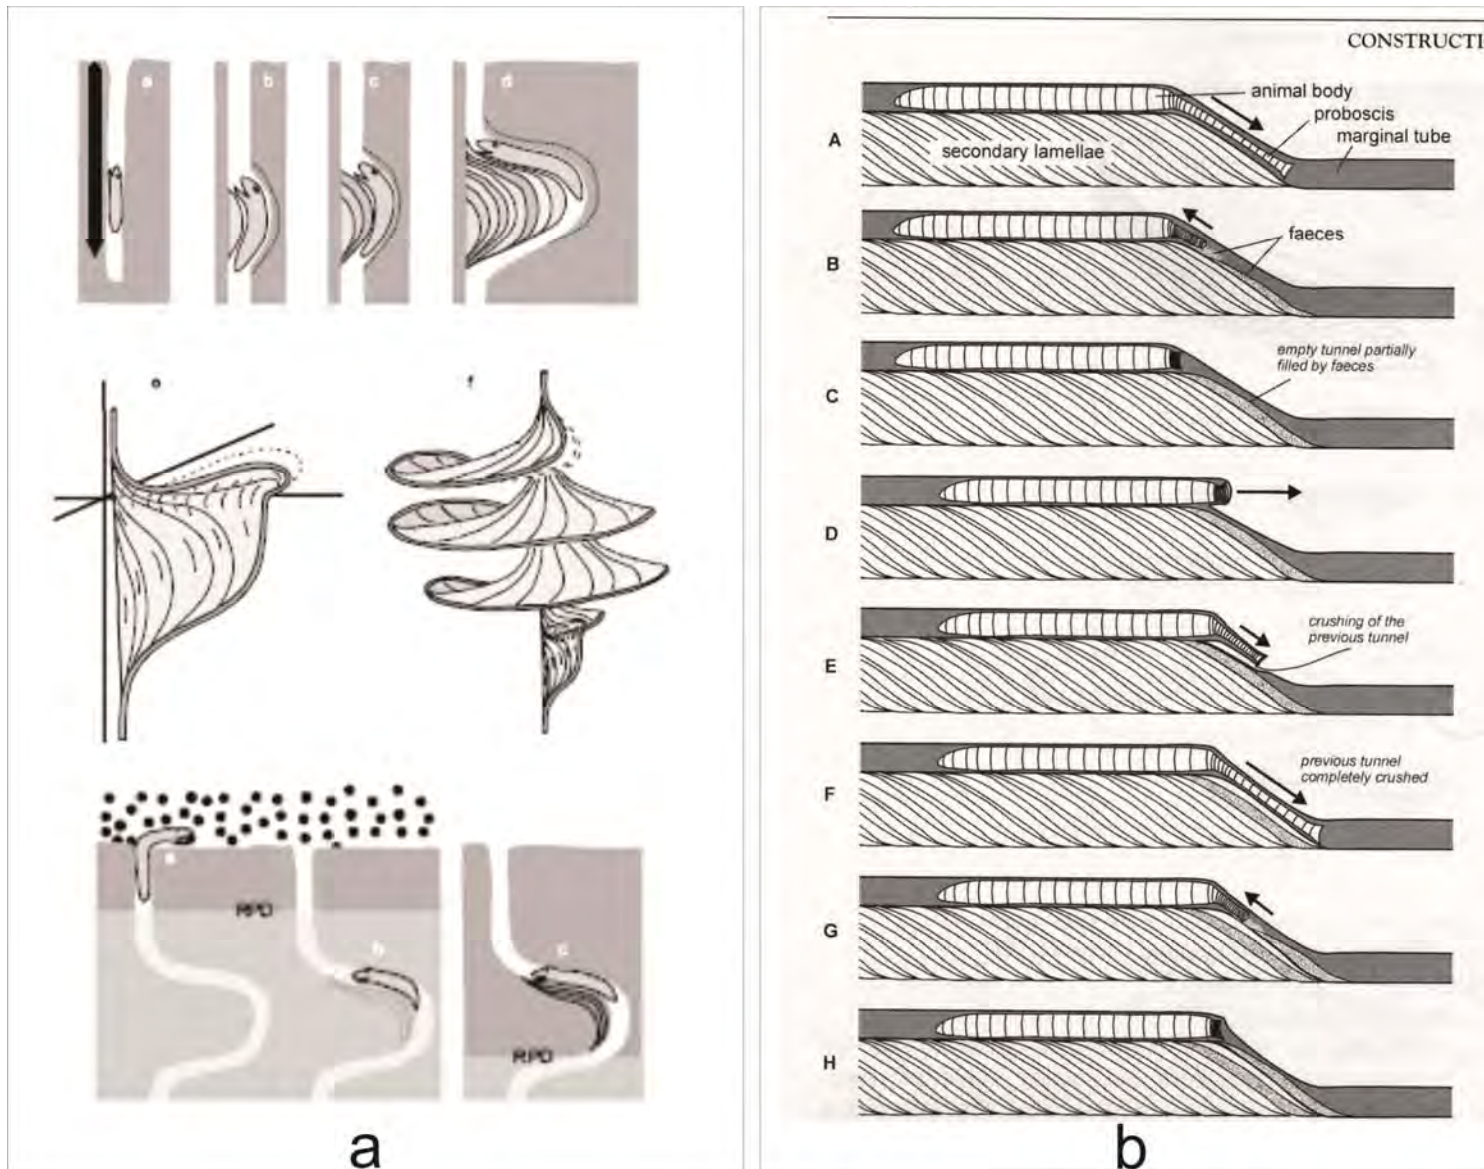 a
b
c
d
e
f
RPD
RPD
a
CONSTRUCTI
A
animal body
proboscis
marginal tube
secondary lamellae
B
faeces
C
empty tunnel partially
filled by faeces
D
E
crushing of the
previous tunnel
F
previous tunnel
completely crushed
G
H
b